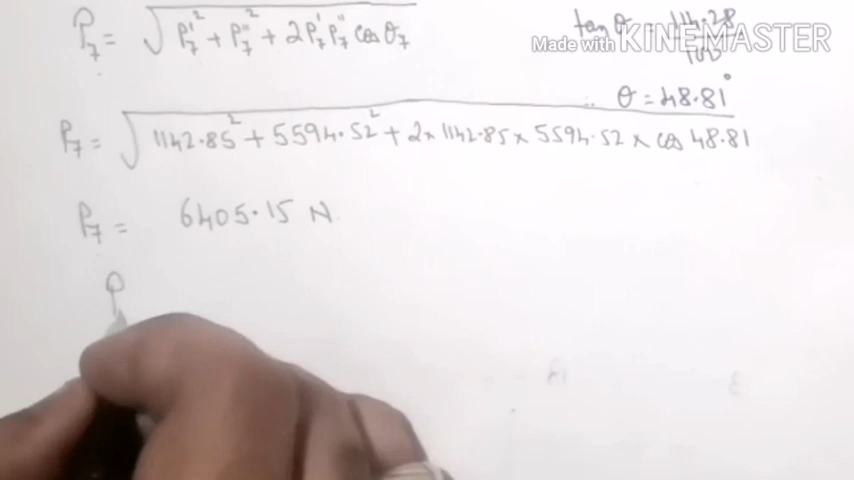 P₇ = √P₇'² + P₇''² + 2P₇'P₇'' cos θ₇
tan θ = 114.28 / 100
Made with KINEMASTER
∴ θ = 48.81°
P₇ = √1142.85² + 5594.52² + 2 x 1142.85 x 5594.52 x cos 48.81
P₇ = 6405.15 N.
P